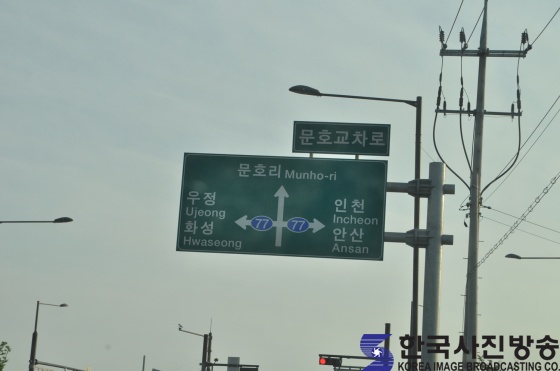 문호교차로
문호리 Munho-ri
우정
Ujeong
화성
Hwaseong
77
77
인천
Incheon
안산
Ansan
한국사진방송
KOREA IMAGE BROADCASTING CO